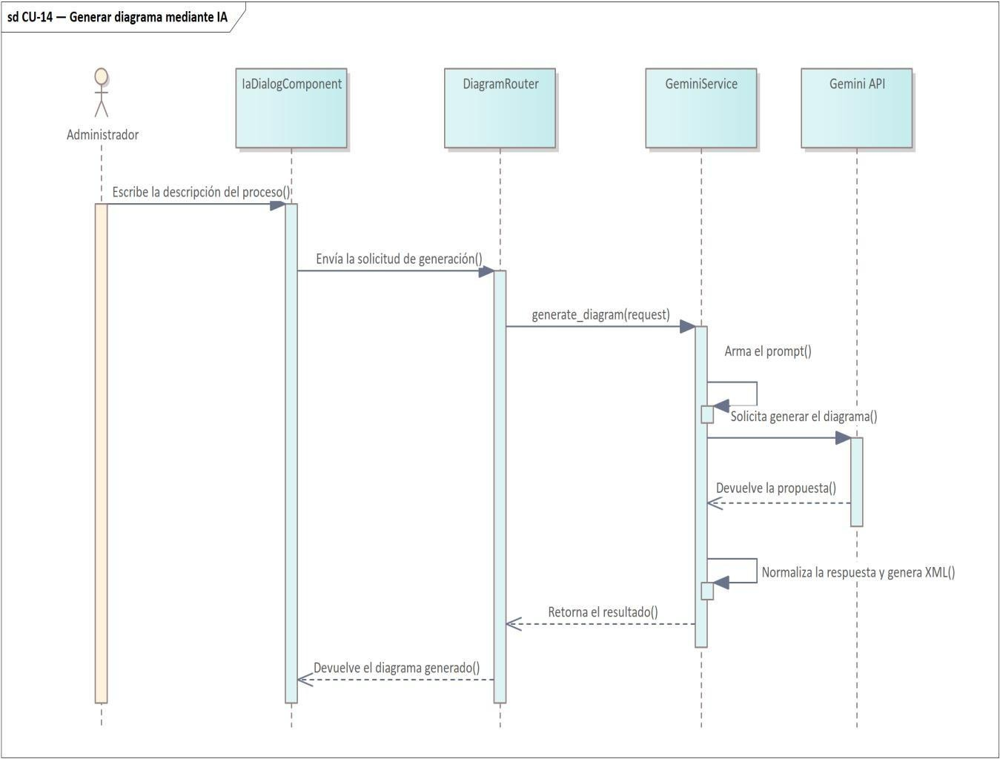 sd CU-14 — Generar diagrama mediante IA
Administrador
IaDialogComponent
DiagramRouter
GeminiService
Gemini API
Escribe la descripción del proceso()
Envía la solicitud de generación()
generate_diagram(request)
Arma el prompt()
Solicita generar el diagrama()
Devuelve la propuesta()
Normaliza la respuesta y genera XML()
Retorna el resultado()
Devuelve el diagrama generado()